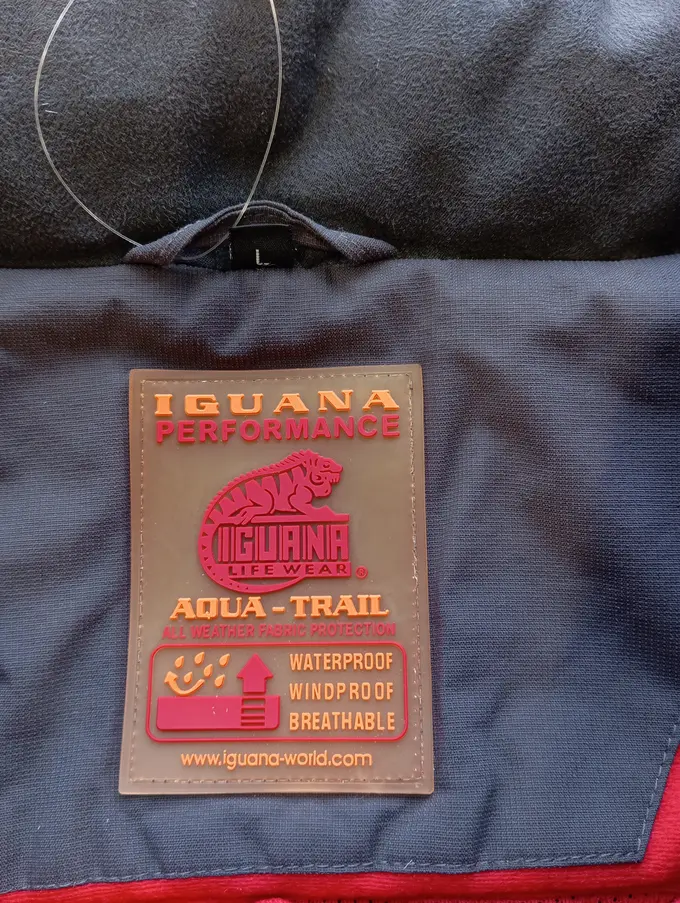 L
IGUANA
PERFORMANCE
IGUANA
LIFE WEAR ®
AQUA-TRAIL
ALL WEATHER FABRIC PROTECTION
WATERPROOF
WINDPROOF
BREATHABLE
www.iguana-world.com